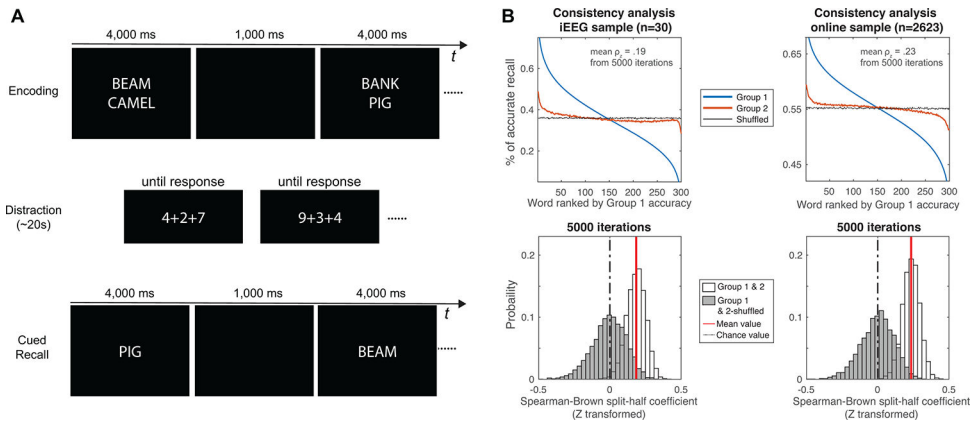 A
4,000 ms
1,000 ms
4,000 ms
t
Encoding
BEAM
CAMEL
BANK
PIG
......
until response
until response
Distraction
(~20s)
4+2+7
9+3+4
......
4,000 ms
1,000 ms
4,000 ms
t
Cued
Recall
PIG
BEAM
......
B
Consistency analysis
iEEG sample (n=30)
mean ρs = .19
from 5000 iterations
% of accurate recall
0.6
0.4
0.2
50 100 150 200 250 300
Word ranked by Group 1 accuracy
Group 1
Group 2
Shuffled
Consistency analysis
online sample (n=2623)
mean ρs = .23
from 5000 iterations
0.65
0.55
0.45
50 100 150 200 250 300
Word ranked by Group 1 accuracy
5000 iterations
Probaility
0.2
0.1
0
-0.5 0 0.5
Spearman-Brown split-half coefficient
(Z transformed)
Group 1 & 2
Group 1
& 2-shuffled
Mean value
Chance value
5000 iterations
0.2
0.1
0
-0.5 0 0.5
Spearman-Brown split-half coefficient
(Z transformed)